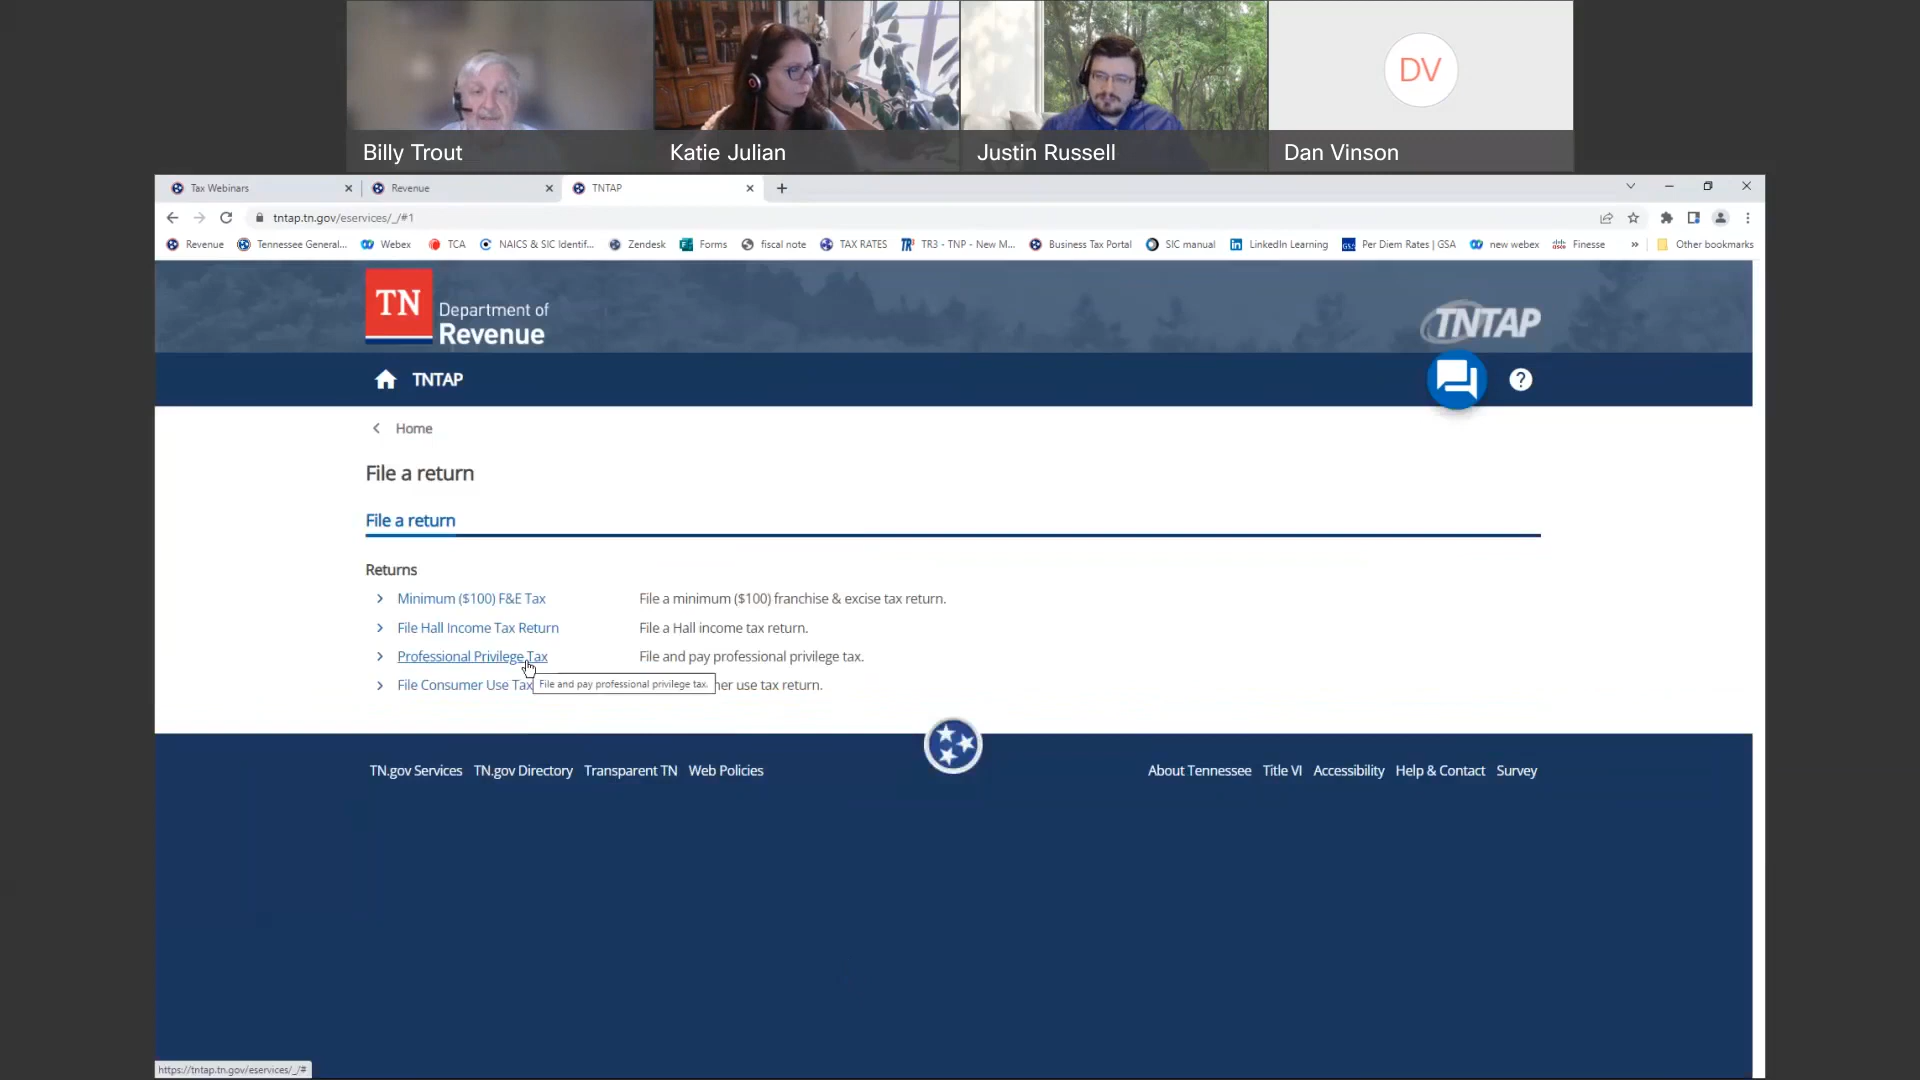 Billy Trout
Katie Julian
Justin Russell
DV
Dan Vinson
Tax Webinars
Revenue
TNTAP
tntap.tn.gov/eservices/_/#1
Revenue
Tennessee General...
Webex
TCA
NAICS & SIC Identif...
Zendesk
Forms
fiscal note
TAX RATES
TR3 - TNP - New M...
Business Tax Portal
SIC manual
LinkedIn Learning
Per Diem Rates | GSA
new webex
Finesse
»
Other bookmarks
TN
Department of
Revenue
TNTAP
TNTAP
?
Home
File a return
File a return
Returns
Minimum ($100) F&E Tax File a minimum ($100) franchise & excise tax return.
File Hall Income Tax Return File a Hall income tax return.
Professional Privilege Tax File and pay professional privilege tax.
File Consumer Use Tax
File and pay professional privilege tax.
her use tax return.
TN.gov Services TN.gov Directory Transparent TN Web Policies
About Tennessee Title VI Accessibility Help & Contact Survey
https://tntap.tn.gov/eservices/_/#